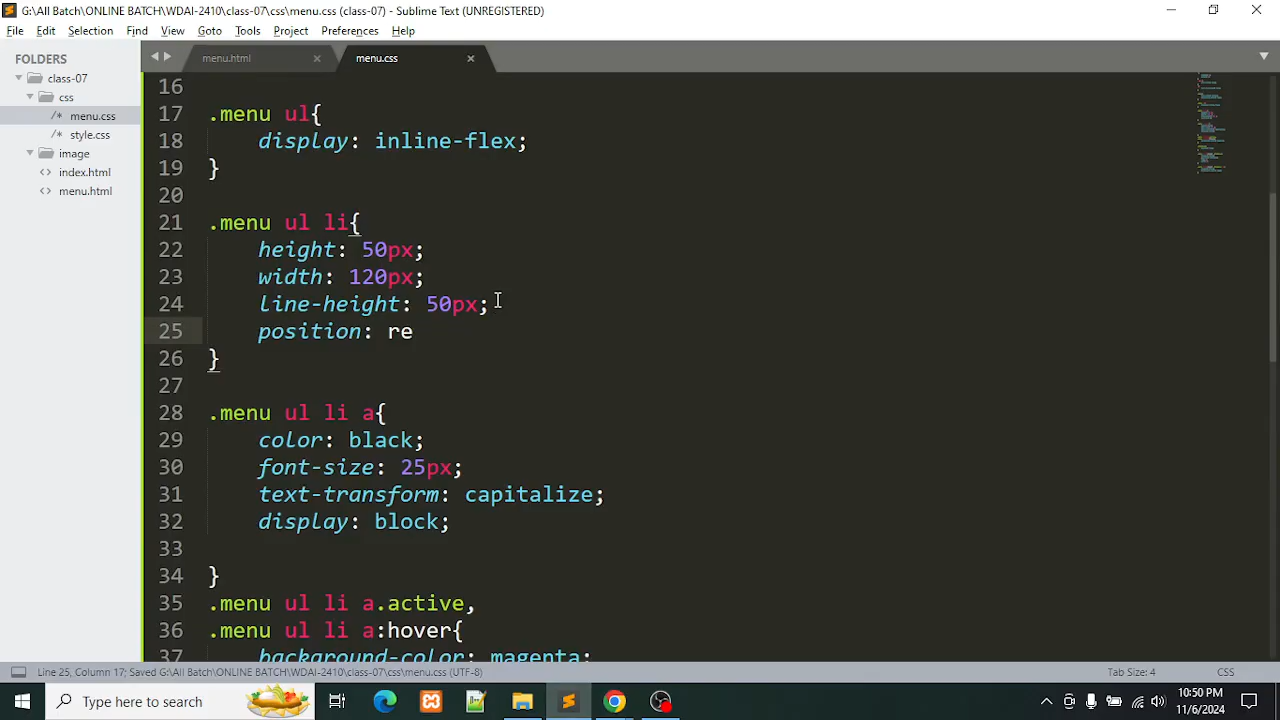 G:\All Batch\ONLINE BATCH\WDAI-2410\class-07\css\menu.css (class-07) - Sublime Text (UNREGISTERED)
File Edit Selection Find View Goto Tools Project Preferences Help
FOLDERS
class-07
css
/* menu.css
/* style.css
image
<> index.html
<> menu.html
menu.html
menu.css
16
17 .menu ul{
18 display: inline-flex;
19 }
20
21 .menu ul li{
22 height: 50px;
23 width: 120px;
24 line-height: 50px;
25 position: re
26 }
27
28 .menu ul li a{
29 color: black;
30 font-size: 25px;
31 text-transform: capitalize;
32 display: block;
33
34 }
35 .menu ul li a.active,
36 .menu ul li a:hover{
37 background-color: magenta;
Line 25, Column 17; Saved G:\All Batch\ONLINE BATCH\WDAI-2410\class-07\css\menu.css (UTF-8)
Tab Size: 4
CSS
Type here to search
10:50 PM
11/6/2024